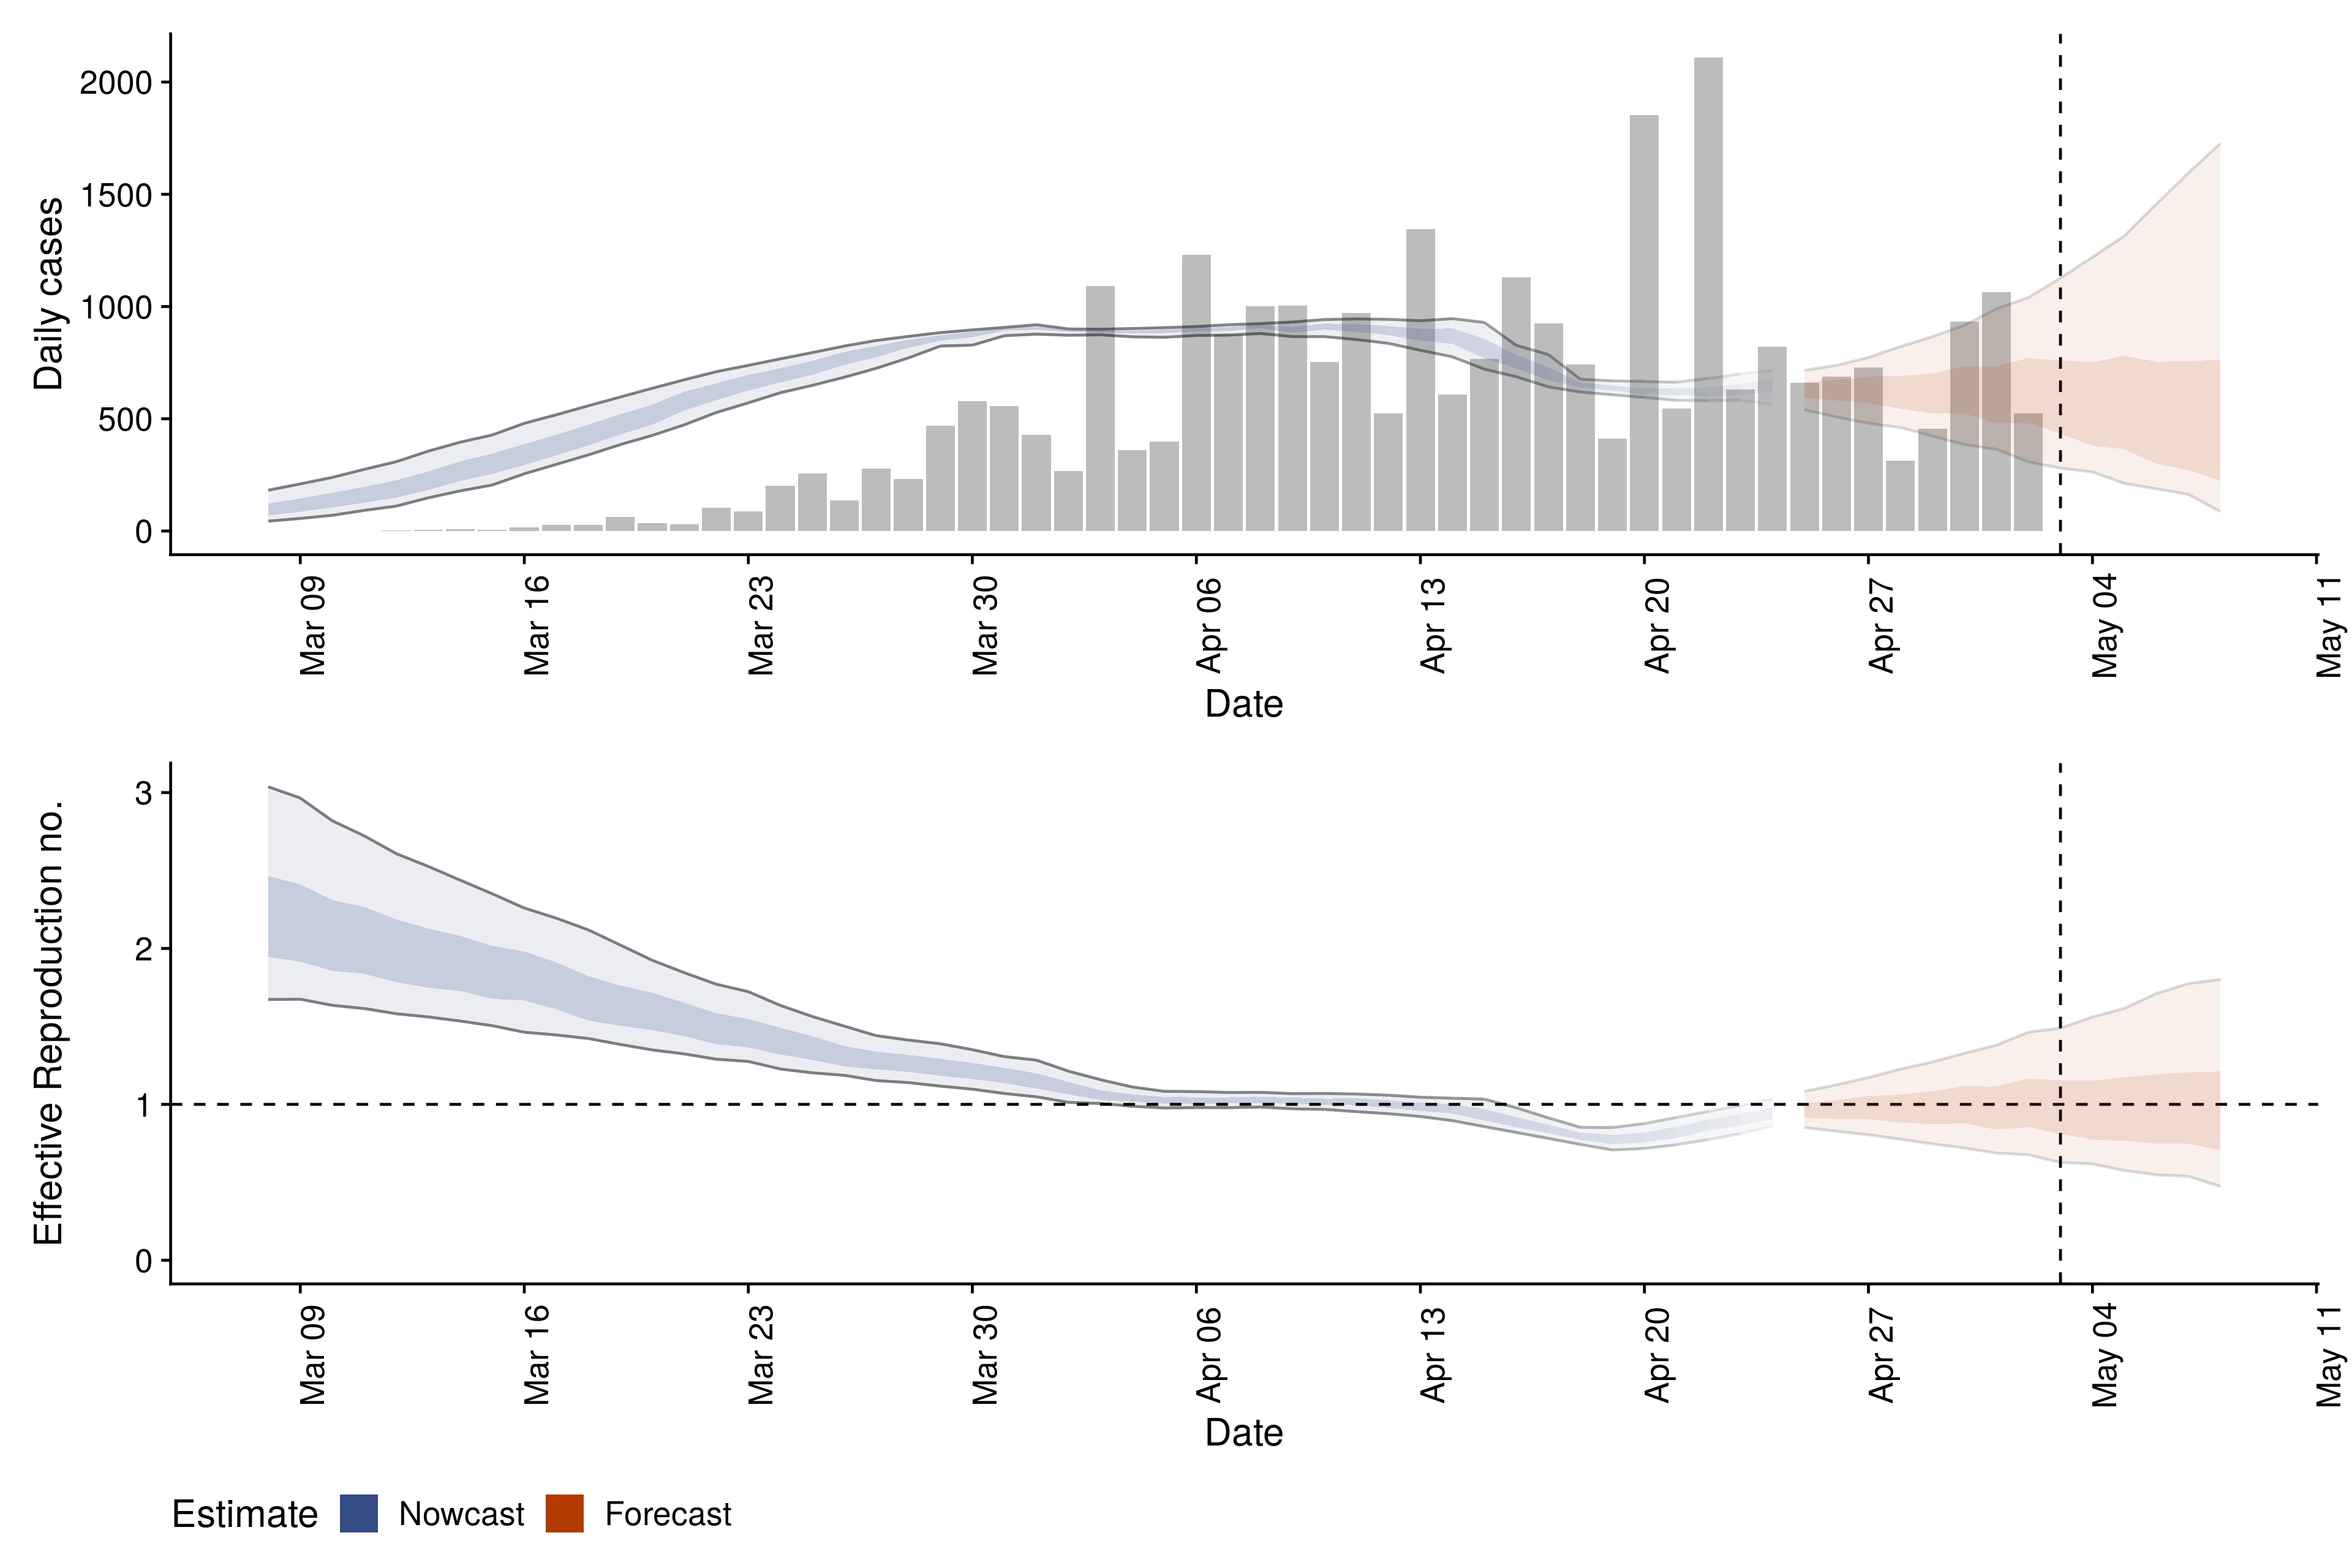 Daily cases
2000
1500
1000
500
0
Mar 09
Mar 16
Mar 23
Mar 30
Apr 06
Apr 13
Apr 20
Apr 27
May 04
May 11
Date
Effective Reproduction no.
3
2
1
0
Mar 09
Mar 16
Mar 23
Mar 30
Apr 06
Apr 13
Apr 20
Apr 27
May 04
May 11
Date
Estimate Nowcast Forecast